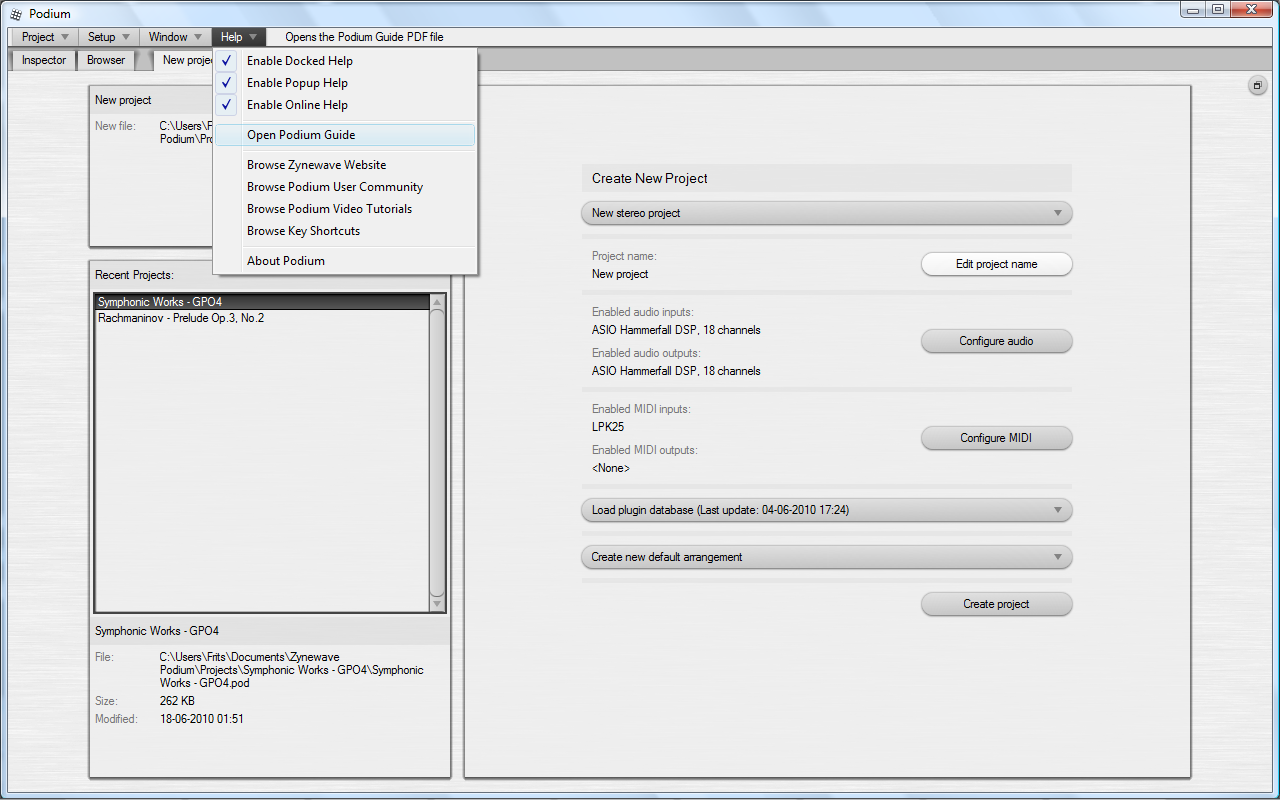 Podium
Project Setup Window Help Opens the Podium Guide PDF file
Inspector Browser New proje
Enable Docked Help
Enable Popup Help
Enable Online Help
Open Podium Guide
Browse Zynewave Website
Browse Podium User Community
Browse Podium Video Tutorials
Browse Key Shortcuts
About Podium
New project
New file: C:\Users\F
Podium\Pro
Recent Projects:
Symphonic Works - GPO4
Rachmaninov - Prelude Op.3, No.2
Symphonic Works - GPO4
File: C:\Users\Frits\Documents\Zynewave
Podium\Projects\Symphonic Works - GPO4\Symphonic
Works - GPO4.pod
Size: 262 KB
Modified: 18-06-2010 01:51
Create New Project
New stereo project
Project name:
New project
Edit project name
Enabled audio inputs:
ASIO Hammerfall DSP, 18 channels
Enabled audio outputs:
ASIO Hammerfall DSP, 18 channels
Configure audio
Enabled MIDI inputs:
LPK25
Enabled MIDI outputs:
<None>
Configure MIDI
Load plugin database (Last update: 04-06-2010 17:24)
Create new default arrangement
Create project